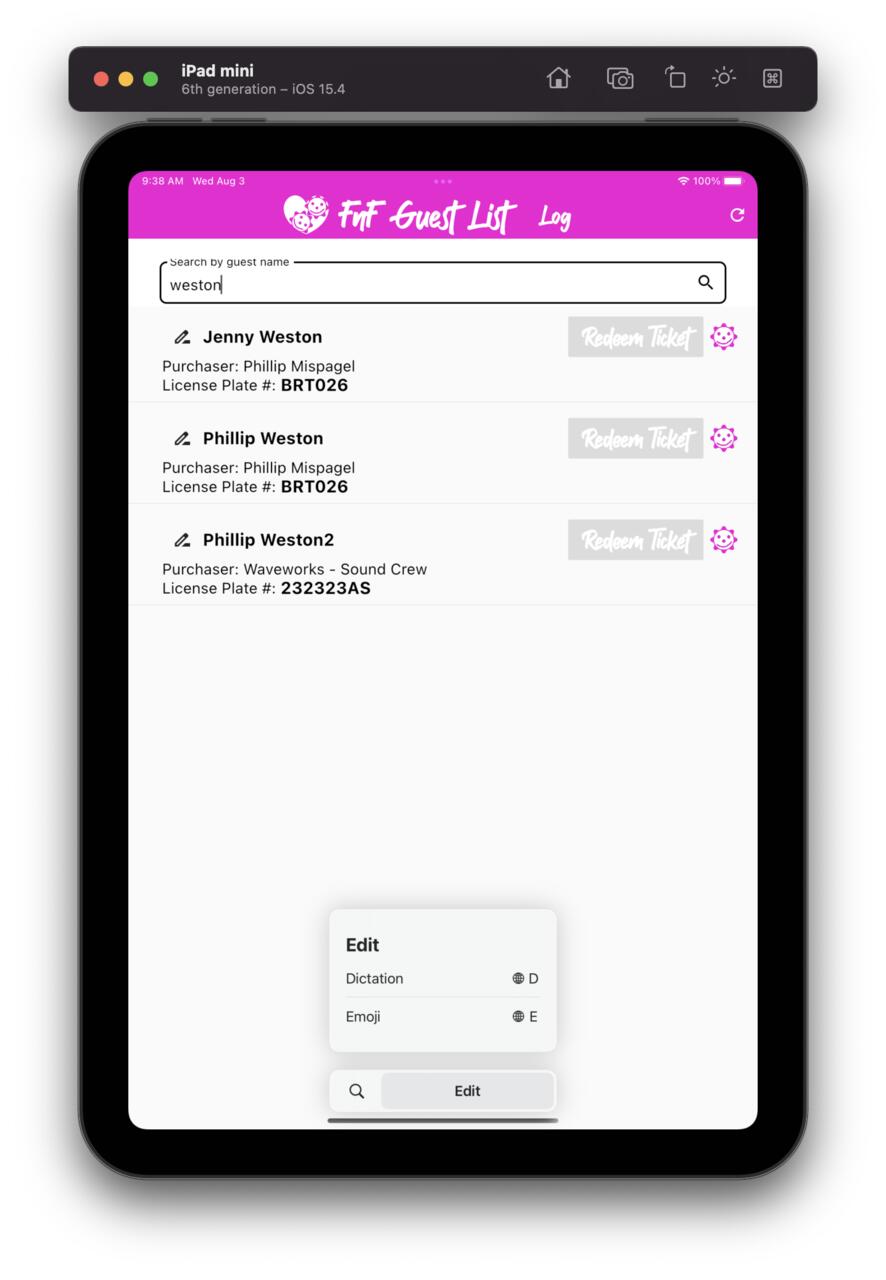 iPad mini
6th generation – iOS 15.4
9:38 AM Wed Aug 3
100%
FnF Guest List Log
Search by guest name
weston
Jenny Weston
Redeem Ticket
Purchaser: Phillip Mispagel
License Plate #: BRT026
Phillip Weston
Redeem Ticket
Purchaser: Phillip Mispagel
License Plate #: BRT026
Phillip Weston2
Redeem Ticket
Purchaser: Waveworks - Sound Crew
License Plate #: 232323AS
Edit
Dictation D
Emoji E
Edit